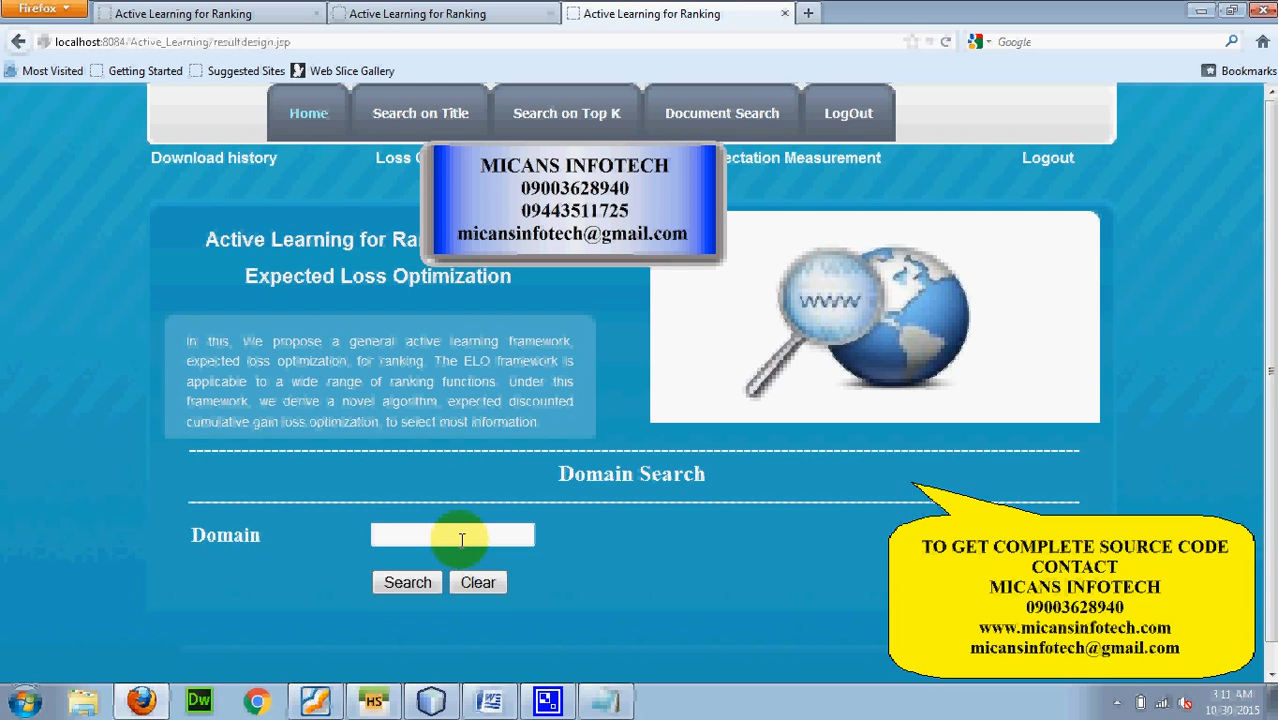 Firefox
Active Learning for Ranking
Active Learning for Ranking
Active Learning for Ranking
localhost:8084/Active_Learning/resultdesign.jsp
Google
Most Visited
Getting Started
Suggested Sites
Web Slice Gallery
Bookmarks
Home
Search on Title
Search on Top K
Document Search
LogOut
Download history
Loss
ectation Measurement
Logout
MICANS INFOTECH
09003628940
09443511725
micansinfotech@gmail.com
Active Learning for Ra
Expected Loss Optimization
In this, We propose a general active learning framework,
expected loss optimization, for ranking. The ELO framework is
applicable to a wide range of ranking functions. Under this
framework, we derive a novel algorithm, expected discounted
cumulative gain loss optimization, to select most information.
www
Domain Search
Domain
Search
Clear
TO GET COMPLETE SOURCE CODE
CONTACT
MICANS INFOTECH
09003628940
www.micansinfotech.com
micansinfotech@gmail.com
Dw
HS
3:11 AM
10-30-2015